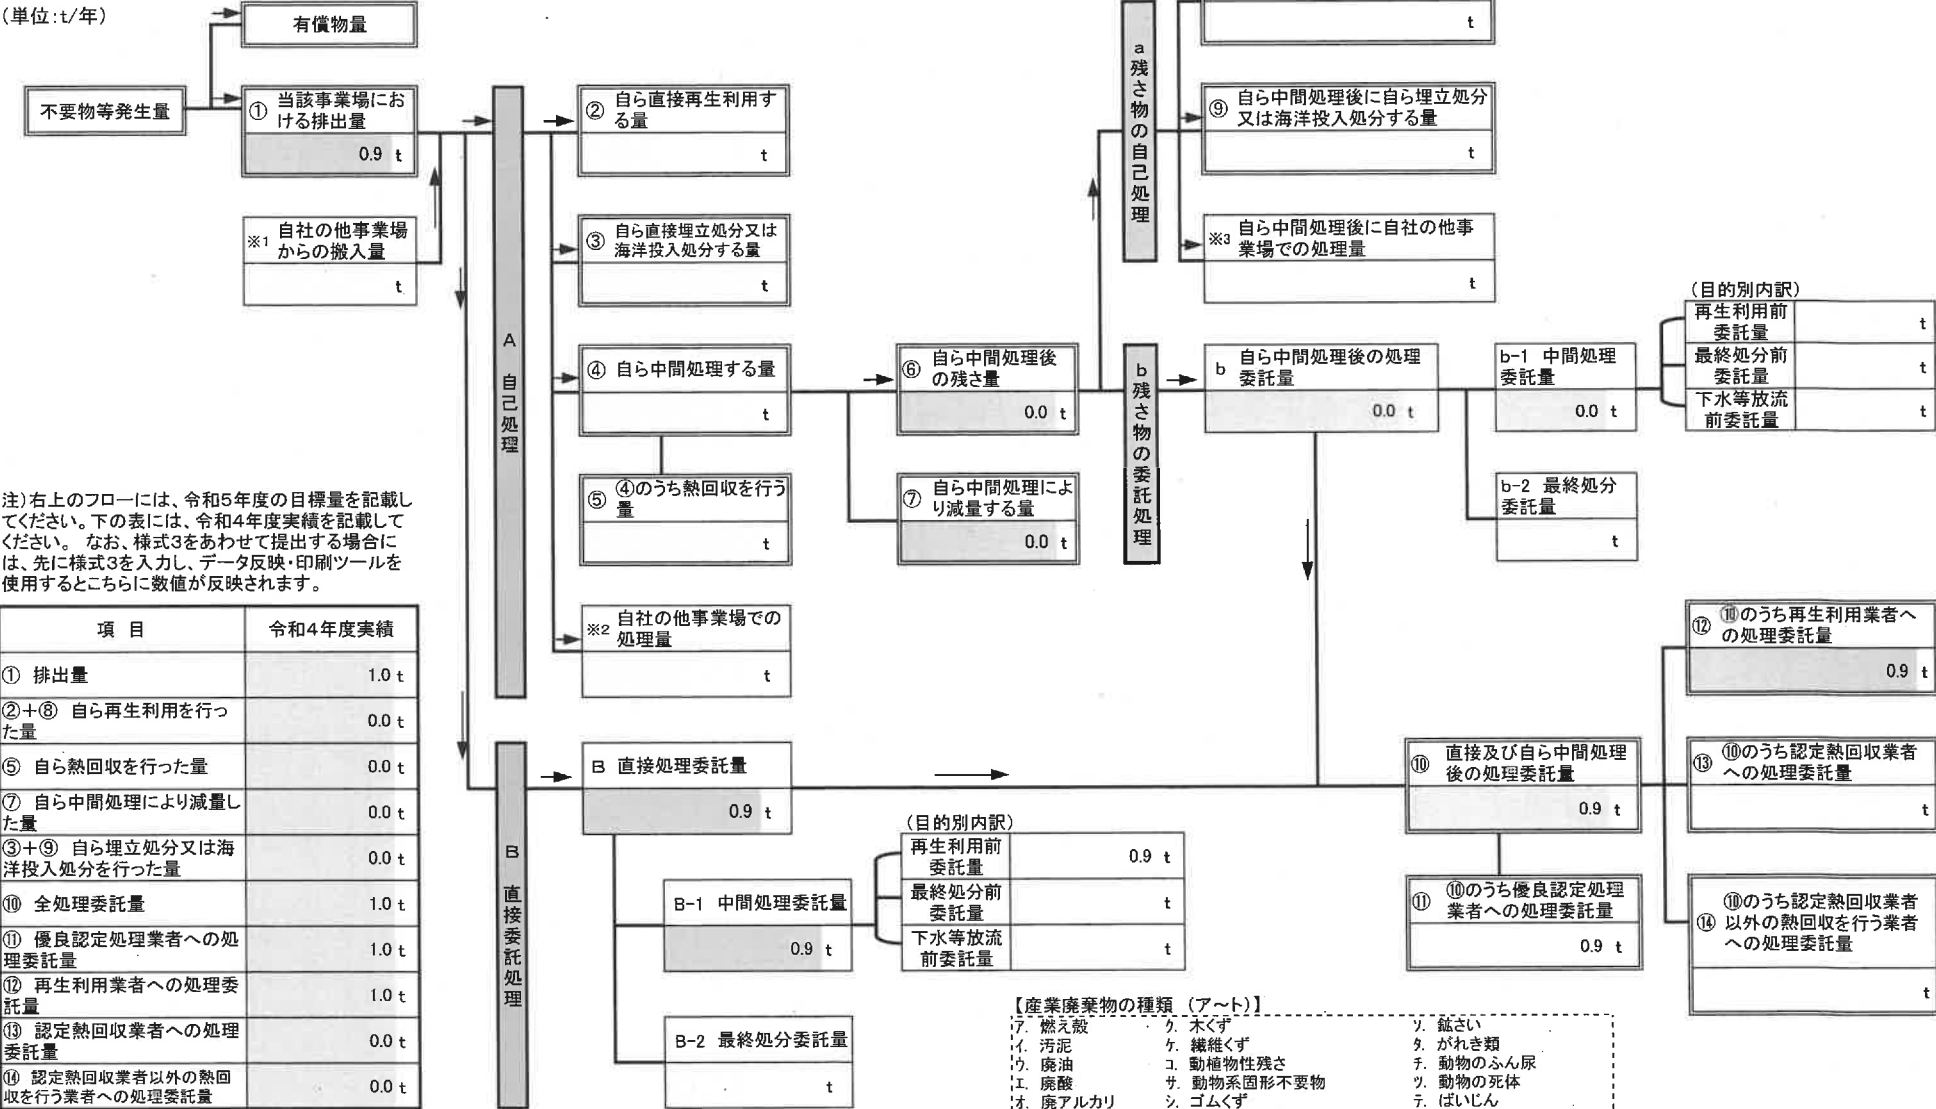 (単位:t/年)
有償物量
不要物等発生量
① 当該事業場にお
ける排出量
0.9 t
※1 自社の他事業場
からの搬入量
t
A 自己処理
② 自ら直接再生利用す
る量
t
③ 自ら直接埋立処分又は
海洋投入処分する量
t
④ 自ら中間処理する量
t
⑤ ④のうち熱回収を行う
量
t
※2 自社の他事業場での
処理量
t
⑥ 自ら中間処理後
の残さ量
0.0 t
⑦ 自ら中間処理によ
り減量する量
0.0 t
a 残さ物の自己処理
t
⑨ 自ら中間処理後に自ら埋立処分
又は海洋投入処分する量
t
※3 自ら中間処理後に自社の他事
業場での処理量
t
b 残さ物の委託処理
b 自ら中間処理後の処理
委託量
0.0 t
b-1 中間処理
委託量
0.0 t
(目的別内訳)
再生利用前
委託量
t
最終処分前
委託量
t
下水等放流
前委託量
t
b-2 最終処分
委託量
t
注)右上のフローには、令和5年度の目標量を記載し
てください。下の表には、令和4年度実績を記載して
ください。 なお、様式3をあわせて提出する場合に
は、先に様式3を入力し、データ反映・印刷ツールを
使用するとこちらに数値が反映されます。
項 目 令和4年度実績
① 排出量 1.0 t
②+⑧ 自ら再生利用を行っ
た量 0.0 t
⑤ 自ら熱回収を行った量 0.0 t
⑦ 自ら中間処理により減量し
た量 0.0 t
③+⑨ 自ら埋立処分又は海
洋投入処分を行った量 0.0 t
⑩ 全処理委託量 1.0 t
⑪ 優良認定処理業者への処
理委託量 1.0 t
⑫ 再生利用業者への処理委
託量 1.0 t
⑬ 認定熱回収業者への処理
委託量 0.0 t
⑭ 認定熱回収業者以外の熱回
収を行う業者への処理委託量 0.0 t
B 直接委託処理
B 直接処理委託量
0.9 t
B-1 中間処理委託量
0.9 t
(目的別内訳)
再生利用前
委託量
0.9 t
最終処分前
委託量
t
下水等放流
前委託量
t
B-2 最終処分委託量
t
⑩ 直接及び自ら中間処理
後の処理委託量
0.9 t
⑪ ⑩のうち優良認定処理
業者への処理委託量
0.9 t
⑫ ⑩のうち再生利用業者へ
の処理委託量
0.9 t
⑬ ⑩のうち認定熱回収業者
への処理委託量
t
⑭ ⑩のうち認定熱回収業者
以外の熱回収を行う業者
への処理委託量
t
【産業廃棄物の種類 (ア〜ト)】
ア. 燃え殻 ク. 木くず ソ. 鉱さい
イ. 汚泥 ケ. 繊維くず タ. がれき類
ウ. 廃油 コ. 動植物性残さ チ. 動物のふん尿
エ. 廃酸 サ. 動物系固形不要物 ツ. 動物の死体
オ. 廃アルカリ シ. ゴムくず テ. ばいじん